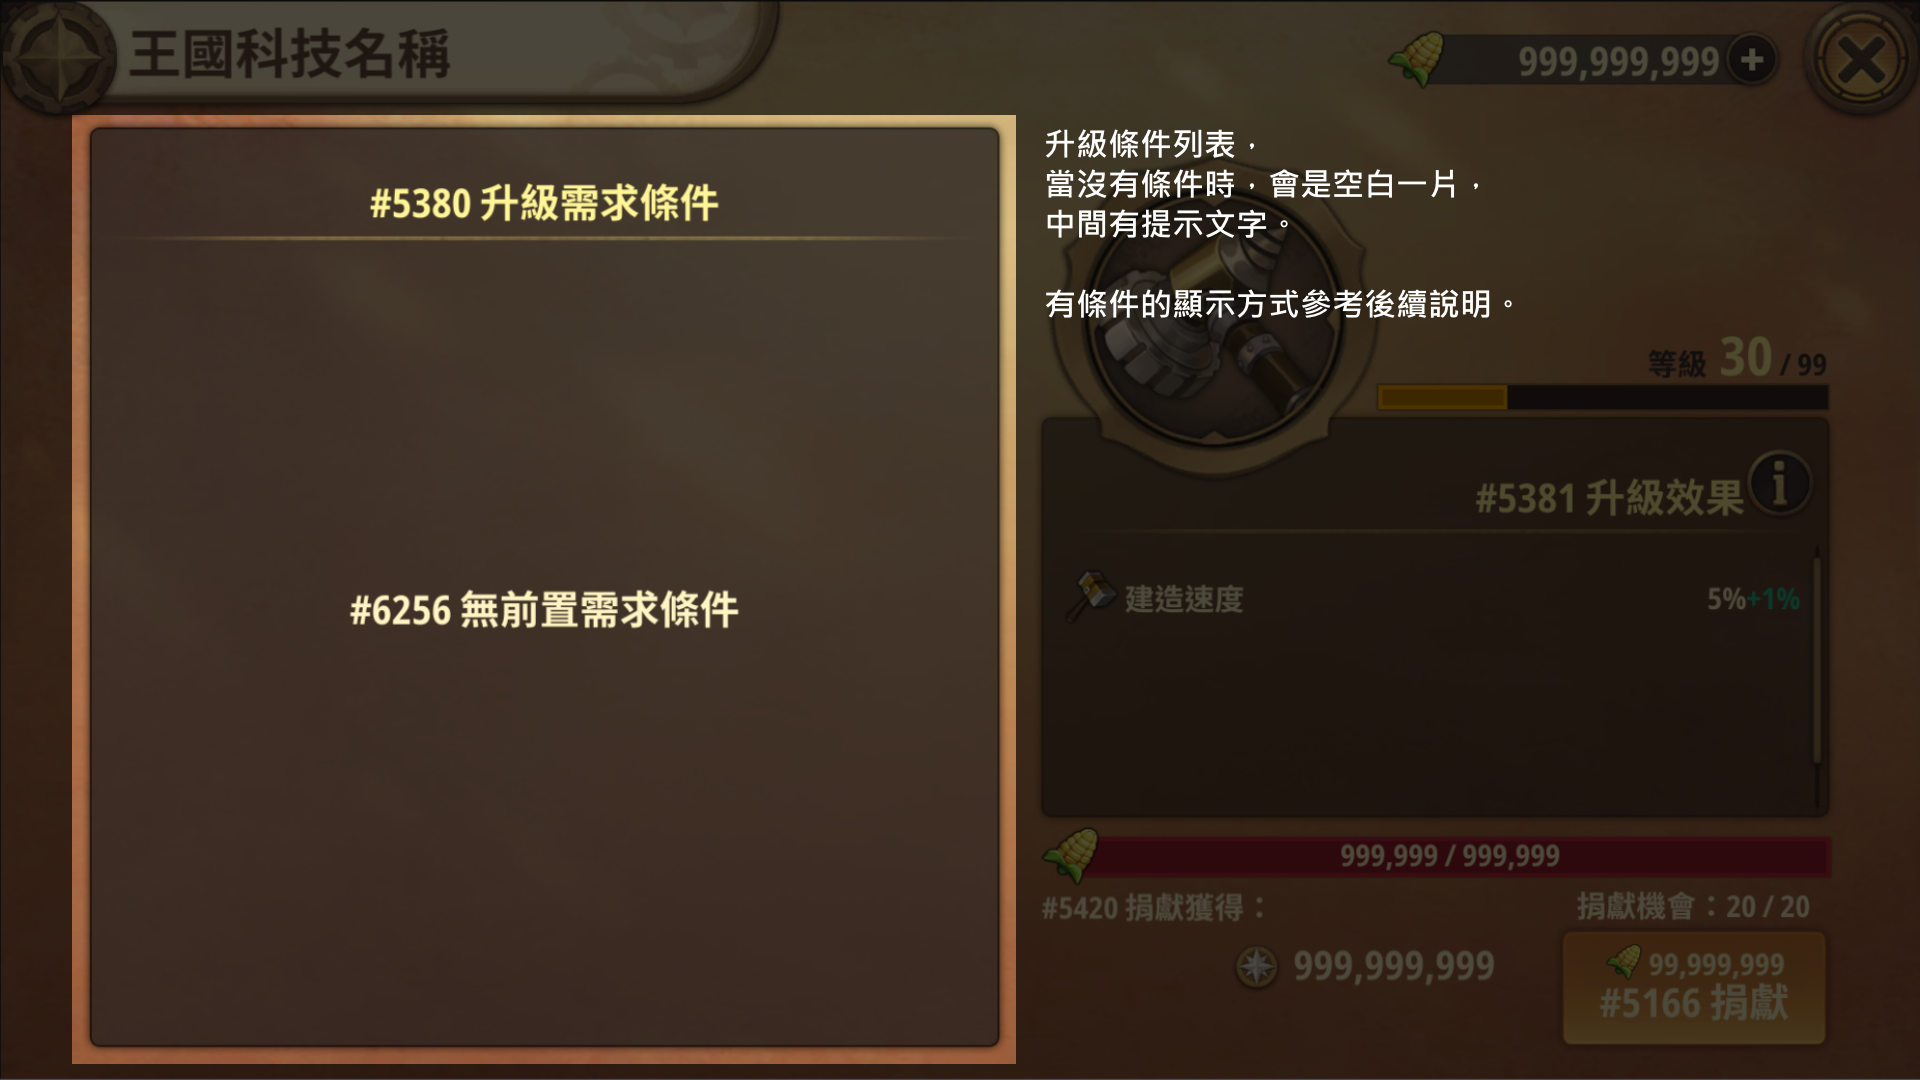 王國科技名稱
999,999,999
#5380 升級需求條件
#6256 無前置需求條件
升級條件列表，
當沒有條件時，會是空白一片，
中間有提示文字。
有條件的顯示方式參考後續說明。
等級 30 / 99
#5381 升級效果
建造速度 5%+1%
999,999 / 999,999
#5420 捐獻獲得：
捐獻機會：20 / 20
999,999,999
99,999,999
#5166 捐獻